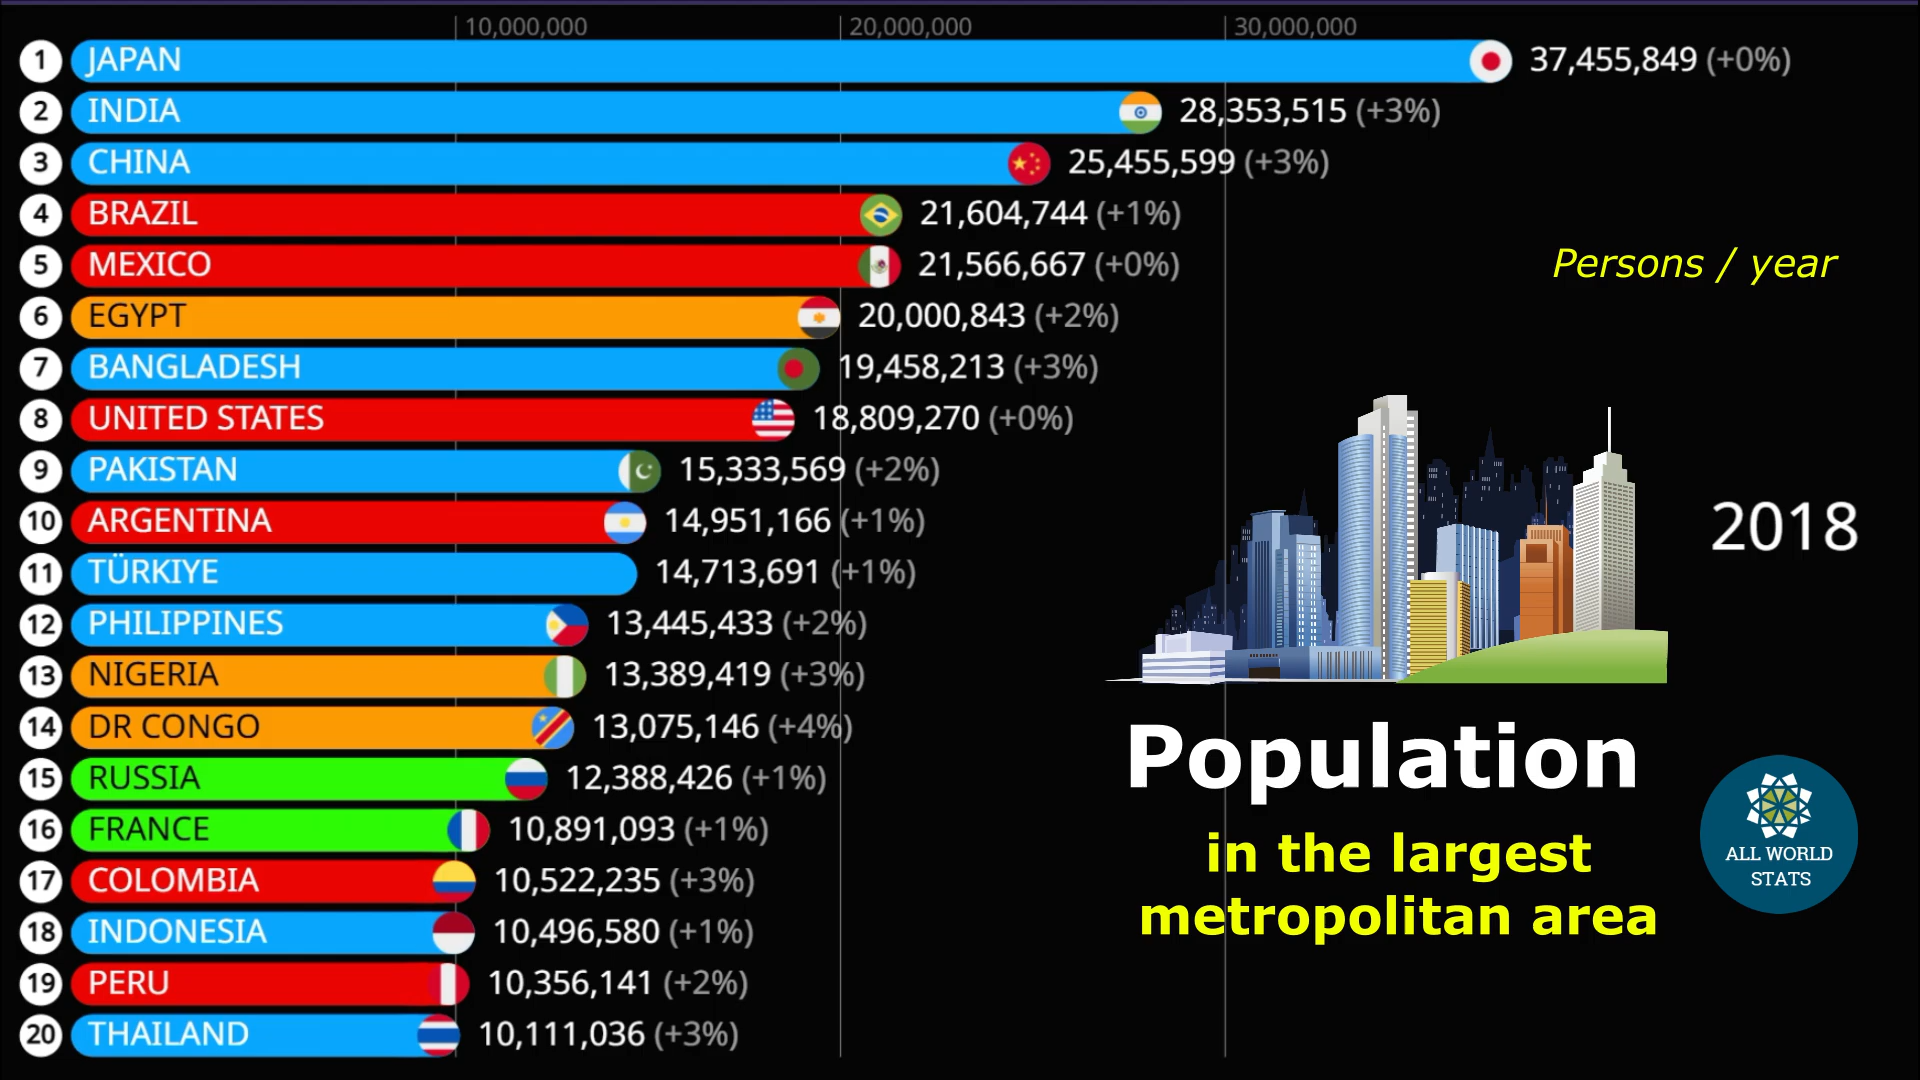 10,000,000 20,000,000 30,000,000
1 JAPAN 37,455,849 (+0%)
2 INDIA 28,353,515 (+3%)
3 CHINA 25,455,599 (+3%)
4 BRAZIL 21,604,744 (+1%)
5 MEXICO 21,566,667 (+0%)
Persons / year
6 EGYPT 20,000,843 (+2%)
7 BANGLADESH 19,458,213 (+3%)
8 UNITED STATES 18,809,270 (+0%)
9 PAKISTAN 15,333,569 (+2%)
10 ARGENTINA 14,951,166 (+1%)
2018
11 TÜRKIYE 14,713,691 (+1%)
12 PHILIPPINES 13,445,433 (+2%)
13 NIGERIA 13,389,419 (+3%)
14 DR CONGO 13,075,146 (+4%)
15 RUSSIA 12,388,426 (+1%)
16 FRANCE 10,891,093 (+1%)
17 COLOMBIA 10,522,235 (+3%)
18 INDONESIA 10,496,580 (+1%)
19 PERU 10,356,141 (+2%)
20 THAILAND 10,111,036 (+3%)
Population
in the largest
metropolitan area
ALL WORLD
STATS